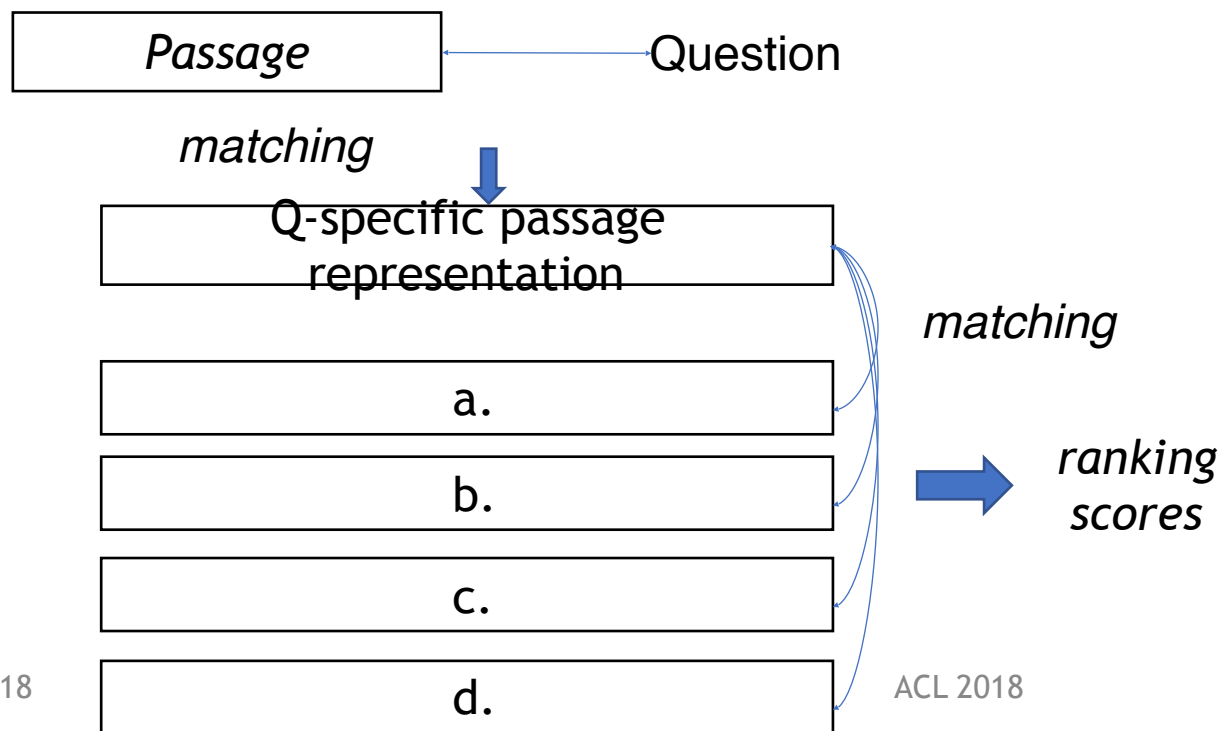 Passage
Question
matching
Q-specific passage
representation
matching
a.
b.
ranking
scores
c.
d.
18
ACL 2018